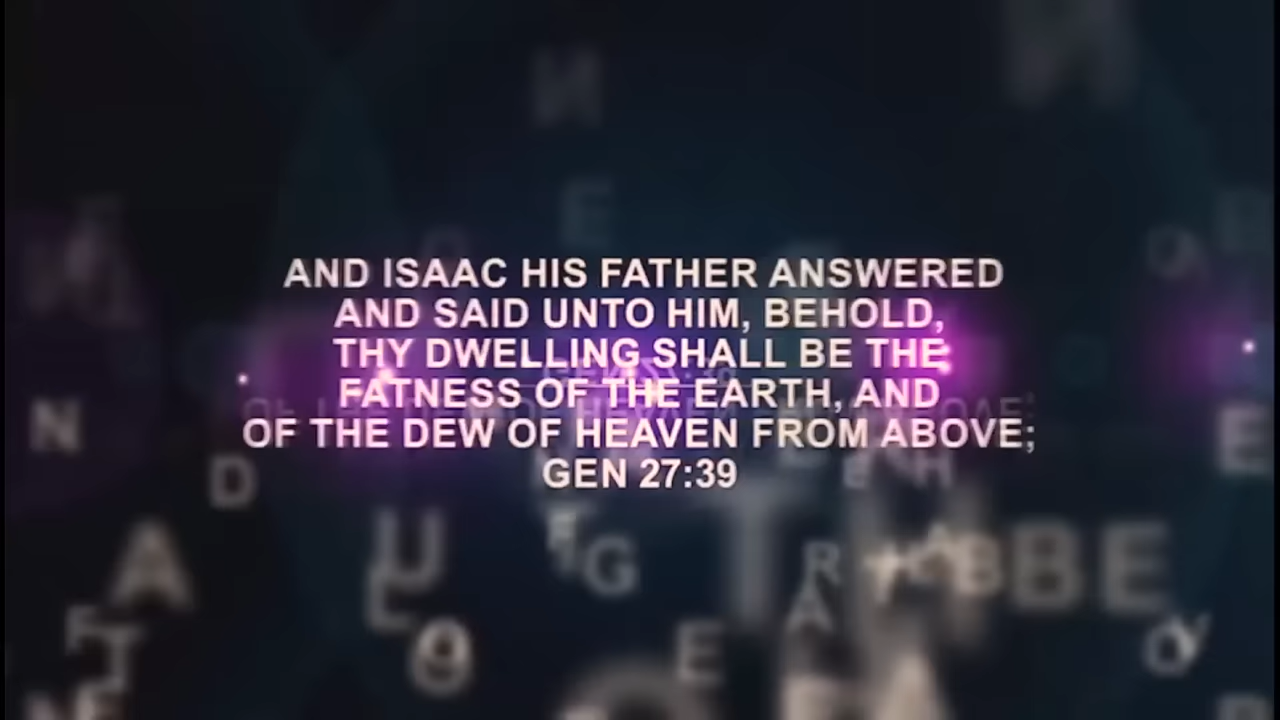 AND ISAAC HIS FATHER ANSWERED
AND SAID UNTO HIM, BEHOLD,
THY DWELLING SHALL BE THE
FATNESS OF THE EARTH, AND
OF THE DEW OF HEAVEN FROM ABOVE;
GEN 27:39